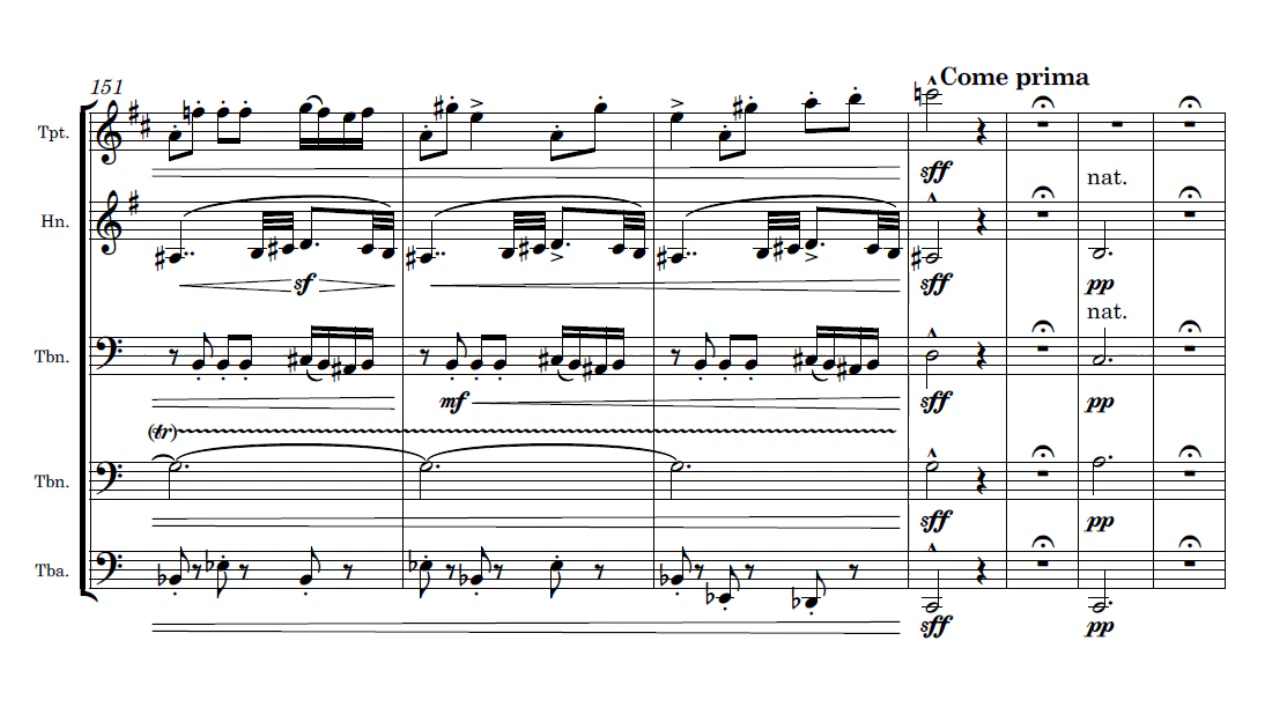 151
Come prima
Tpt.
sff
nat.
Hn.
sf
sff
pp
nat.
Tbn.
mf
sff
pp
(tr)
Tbn.
sff
pp
Tba.
sff
pp